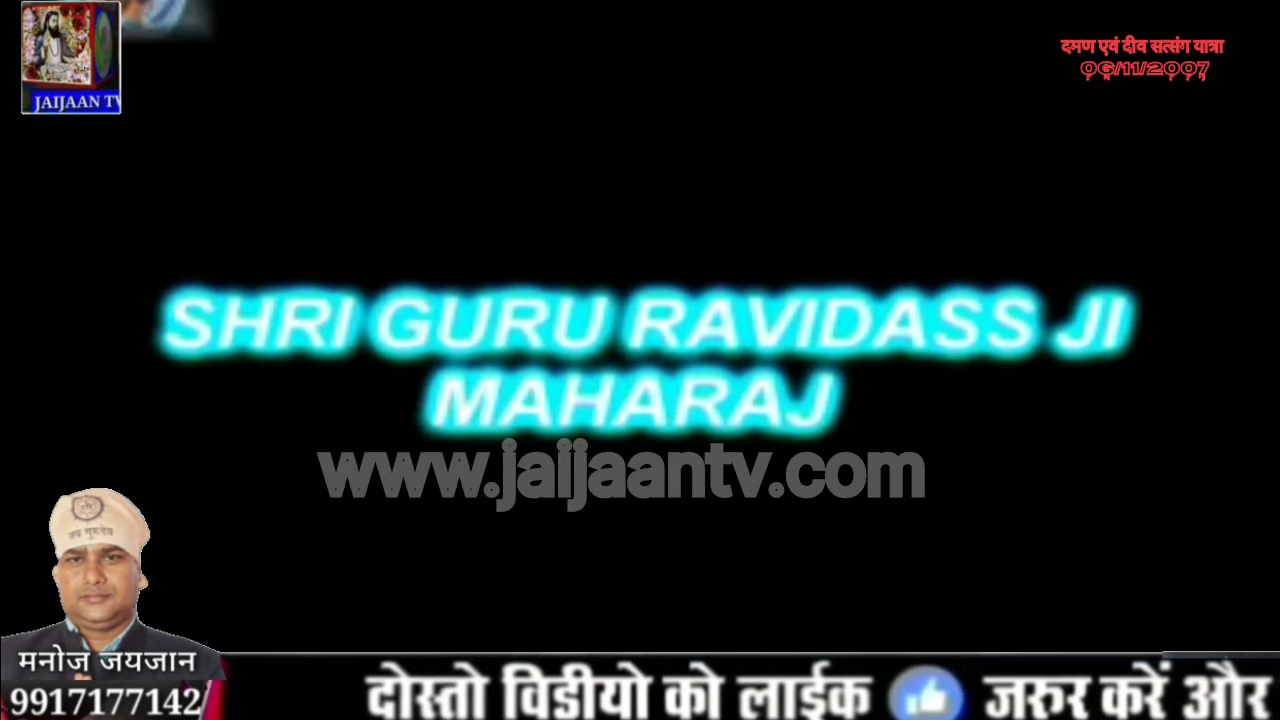 JAIJAAN TV
दमण एवं दीव सत्संग यात्रा
06/11/2007
SHRI GURU RAVIDASS JI
MAHARAJ
www.jaijaantv.com
जय गुरुदेव
मनोज जयजान
9917177142
दोस्तो विडीयो को लाईक जरुर करें और